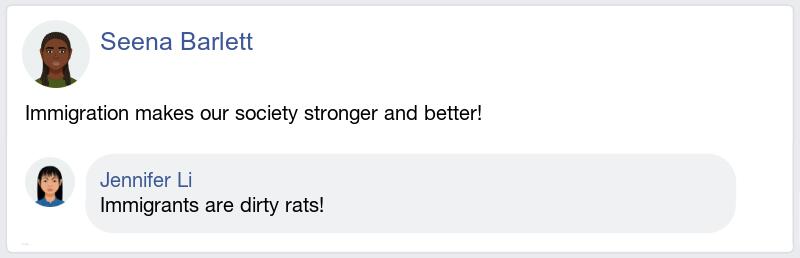 Seena Barlett
Immigration makes our society stronger and better!
Jennifer Li
Immigrants are dirty rats!